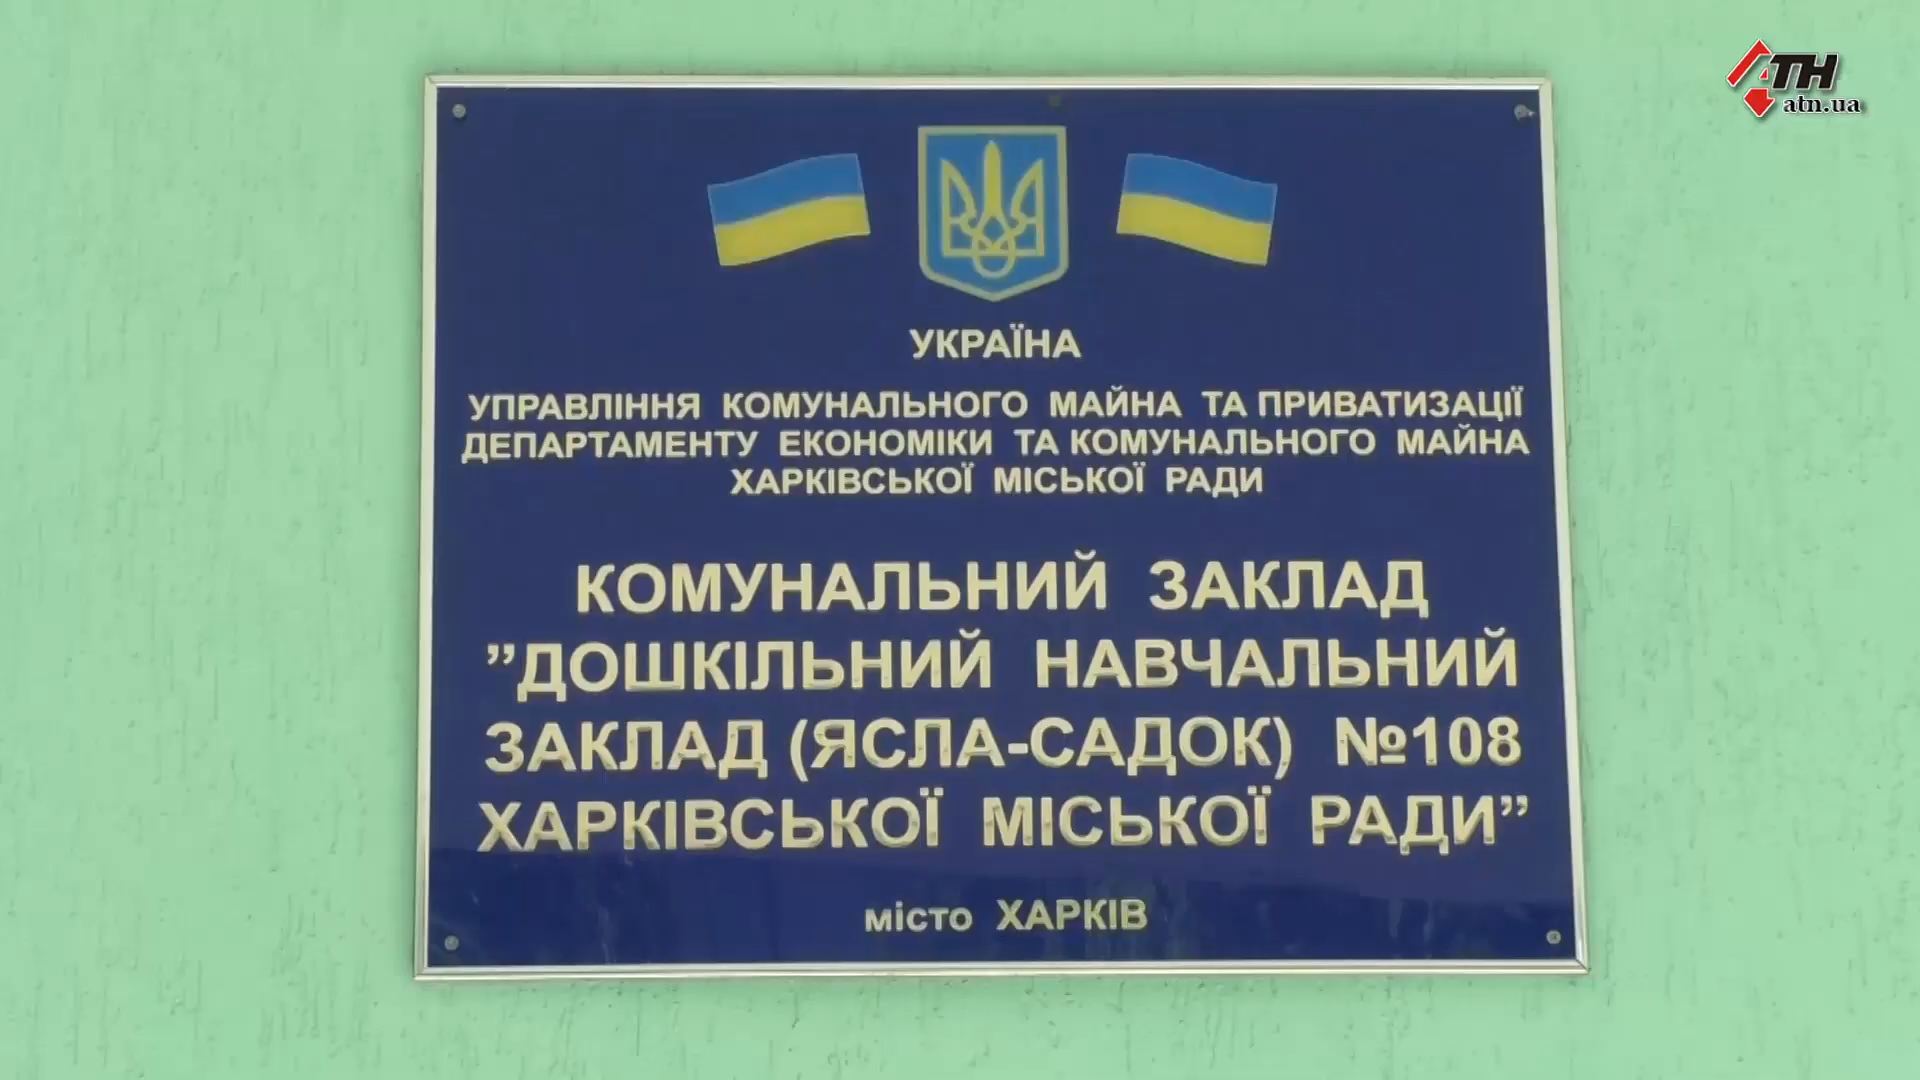 АТН
atn.ua
УКРАЇНА
УПРАВЛІННЯ КОМУНАЛЬНОГО МАЙНА ТА ПРИВАТИЗАЦІЇ
ДЕПАРТАМЕНТУ ЕКОНОМІКИ ТА КОМУНАЛЬНОГО МАЙНА
ХАРКІВСЬКОЇ МІСЬКОЇ РАДИ
КОМУНАЛЬНИЙ ЗАКЛАД
”ДОШКІЛЬНИЙ НАВЧАЛЬНИЙ
ЗАКЛАД (ЯСЛА-САДОК) №108
ХАРКІВСЬКОЇ МІСЬКОЇ РАДИ”
місто ХАРКІВ